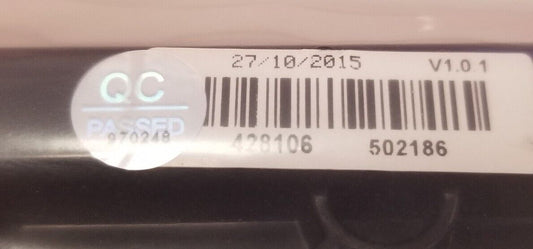 27/10/2015 V1.0.1
QC
PASSED
970248
428106 502186